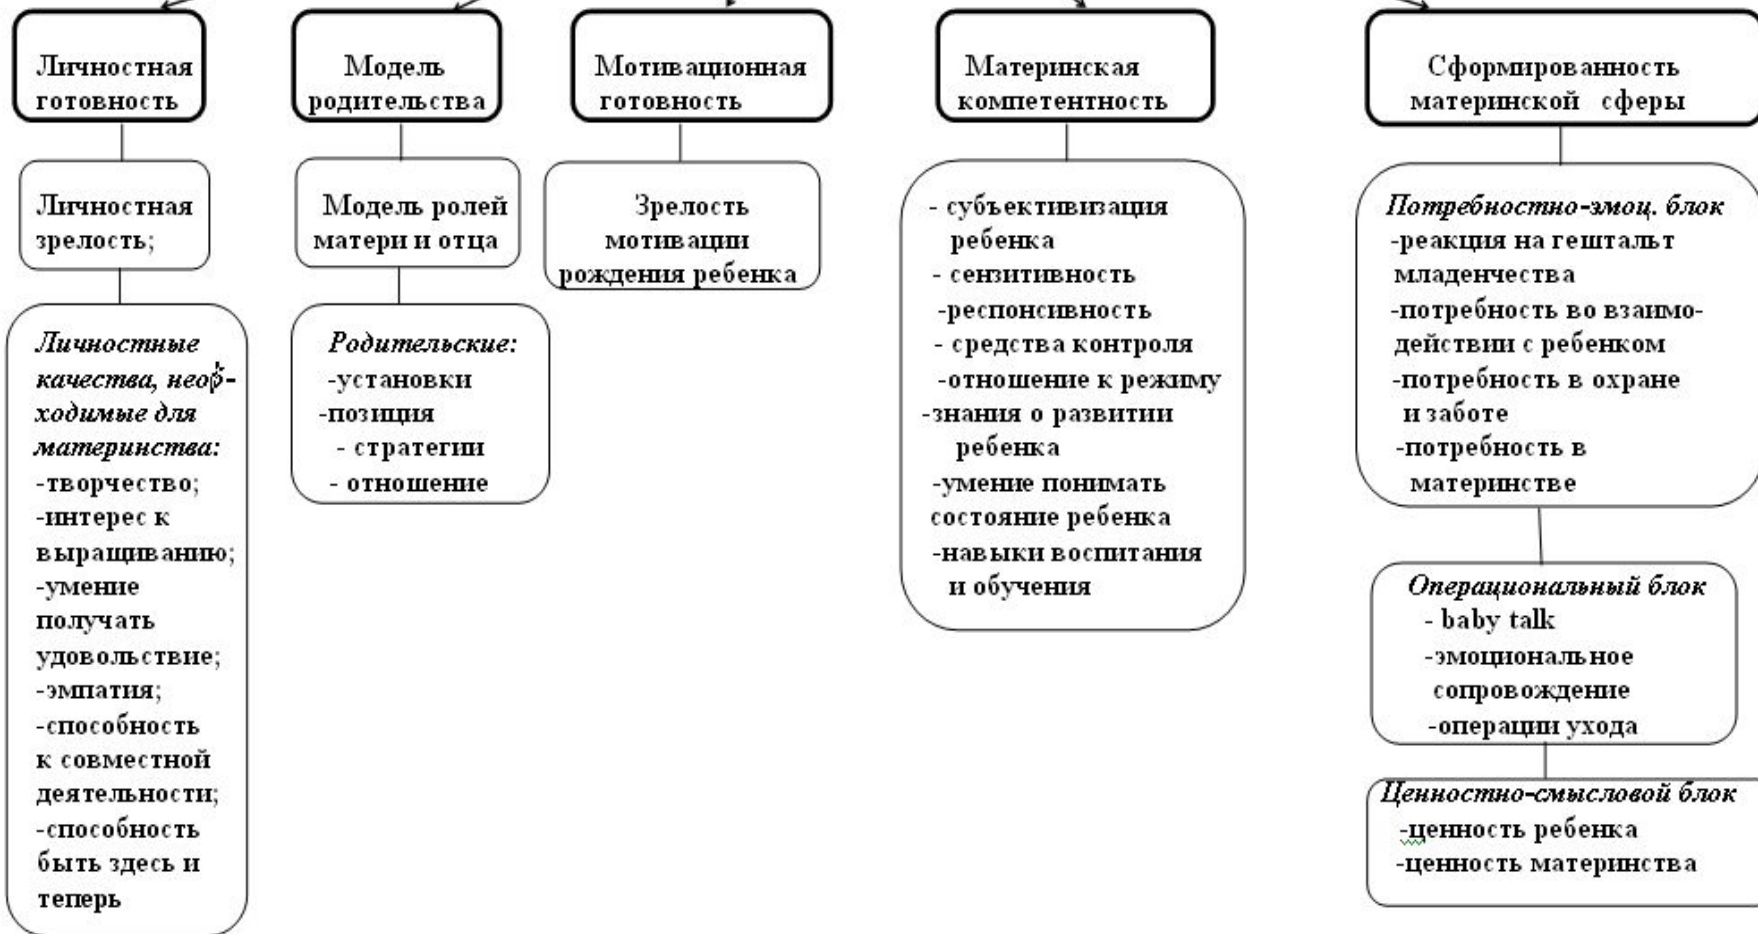 Личностная
готовность
Личностная
зрелость;
Личностные
качества, необ-
ходимые для
материнства:
-творчество;
-интерес к
выращиванию;
-умение
получать
удовольствие;
-эмпатия;
-способность
к совместной
деятельности;
-способность
быть здесь и
теперь
Модель
родительства
Модель ролей
матери и отца
Родительские:
-установки
-позиция
- стратегии
- отношение
Мотивационная
готовность
Зрелость
мотивации
рождения ребенка
Материнская
компетентность
- субъективизация
ребенка
- сензитивность
-респонсивность
- средства контроля
-отношение к режиму
-знания о развитии
ребенка
-умение понимать
состояние ребенка
-навыки воспитания
и обучения
Сформированность
материнской сферы
Потребностно-эмоц. блок
-реакция на гештальт
младенчества
-потребность во взаимо-
действии с ребенком
-потребность в охране
и заботе
-потребность в
материнстве
Операциональный блок
- baby talk
-эмоциональное
сопровождение
-операции ухода
Ценностно-смысловой блок
-ценность ребенка
-ценность материнства